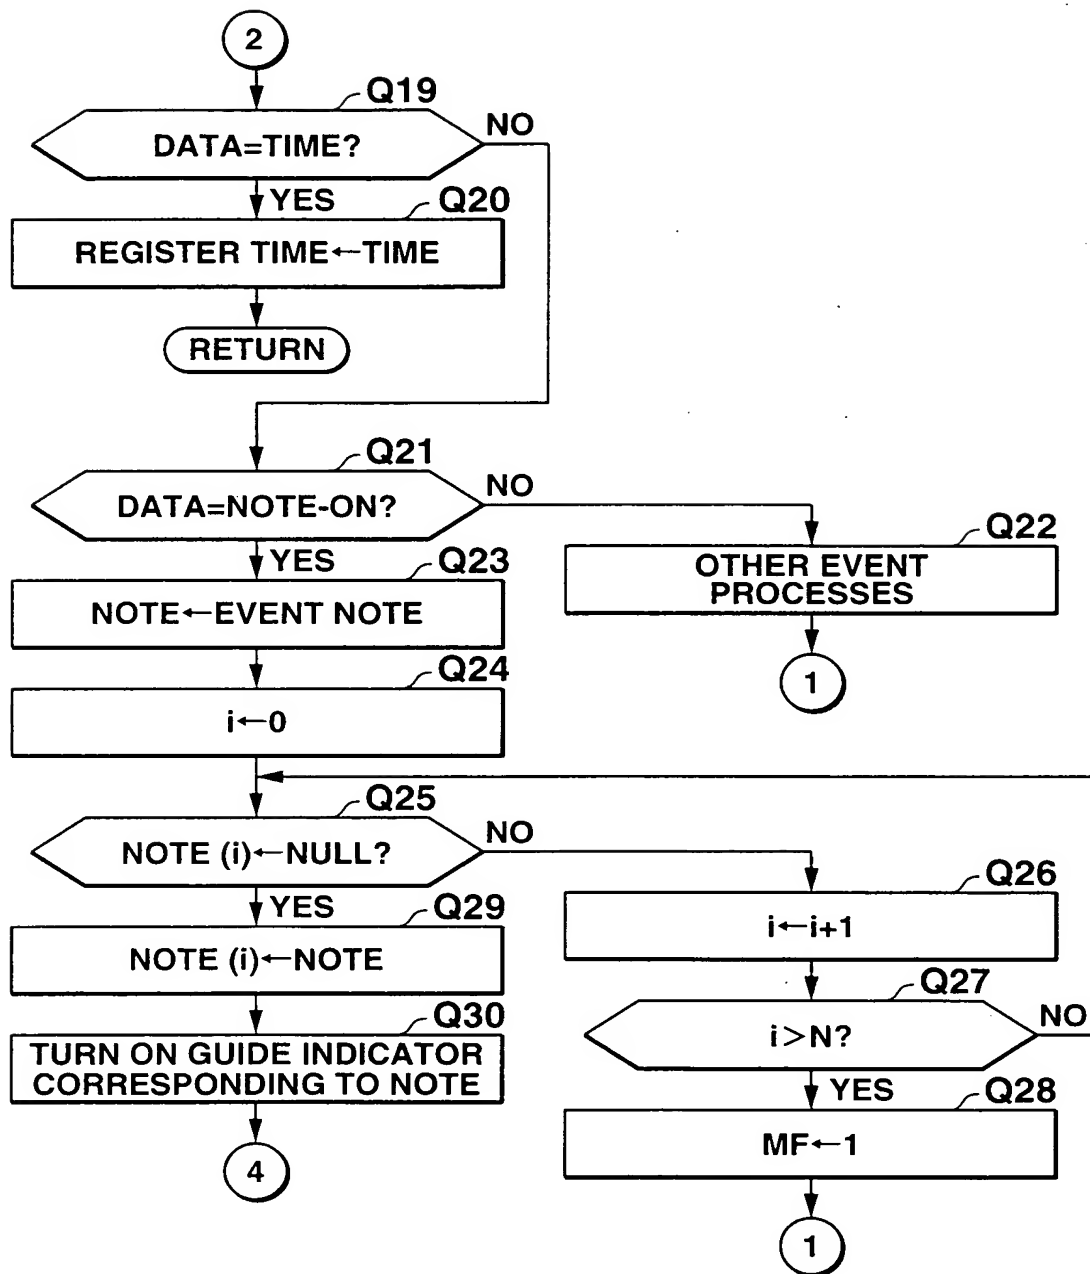 2
Q19
DATA=TIME?
NO
YES
Q20
REGISTER TIME←TIME
RETURN
Q21
DATA=NOTE-ON?
NO
YES
Q22
OTHER EVENT
PROCESSES
1
Q23
NOTE←EVENT NOTE
Q24
i←0
Q25
NOTE (i)←NULL?
NO
YES
Q26
i←i+1
Q27
i>N?
NO
YES
Q28
MF←1
1
Q29
NOTE (i)←NOTE
Q30
TURN ON GUIDE INDICATOR
CORRESPONDING TO NOTE
4